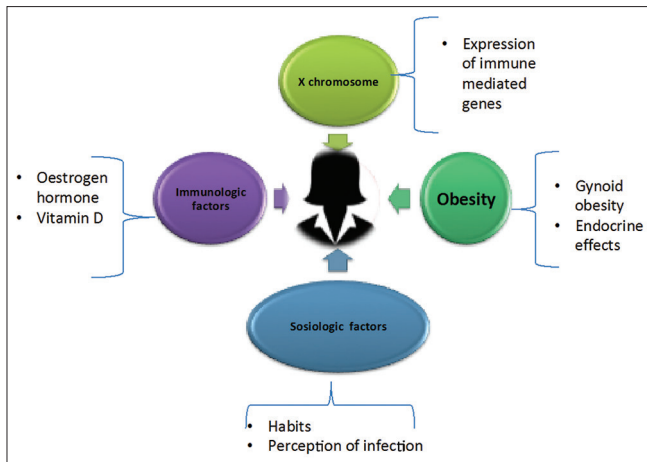 X chromosome
• Expression
of immune
mediated
genes
• Oestrogen
hormone
• Vitamin D
Immunologic
factors
Obesity
• Gynoid
obesity
• Endocrine
effects
Sosiologic factors
• Habits
• Perception of infection